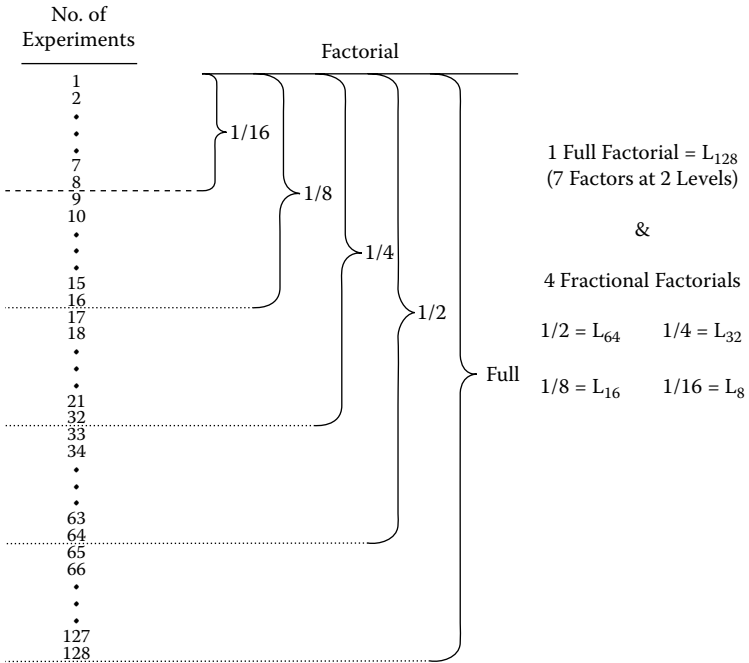 No. of
Experiments
Factorial
1
2
7
8
9
10
15
16
17
18
21
32
33
34
63
64
65
66
127
128
1/16
1/8
1/4
1/2
Full
1 Full Factorial = L128
(7 Factors at 2 Levels)
&
4 Fractional Factorials
1/2 = L64 1/4 = L32
1/8 = L16 1/16 = L8